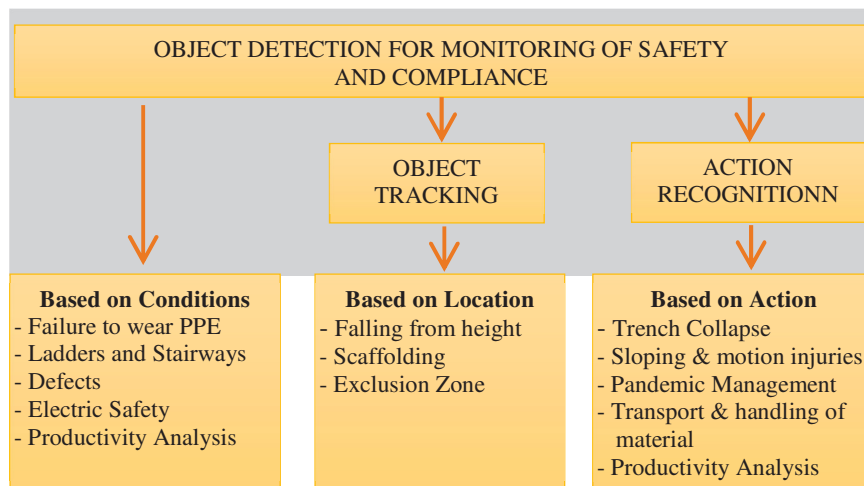 OBJECT DETECTION FOR MONITORING OF SAFETY
AND COMPLIANCE
OBJECT
TRACKING
ACTION
RECOGNITIONN
Based on Conditions
- Failure to wear PPE
- Ladders and Stairways
- Defects
- Electric Safety
- Productivity Analysis
Based on Location
- Falling from height
- Scaffolding
- Exclusion Zone
Based on Action
- Trench Collapse
- Sloping & motion injuries
- Pandemic Management
- Transport & handling of
material
- Productivity Analysis